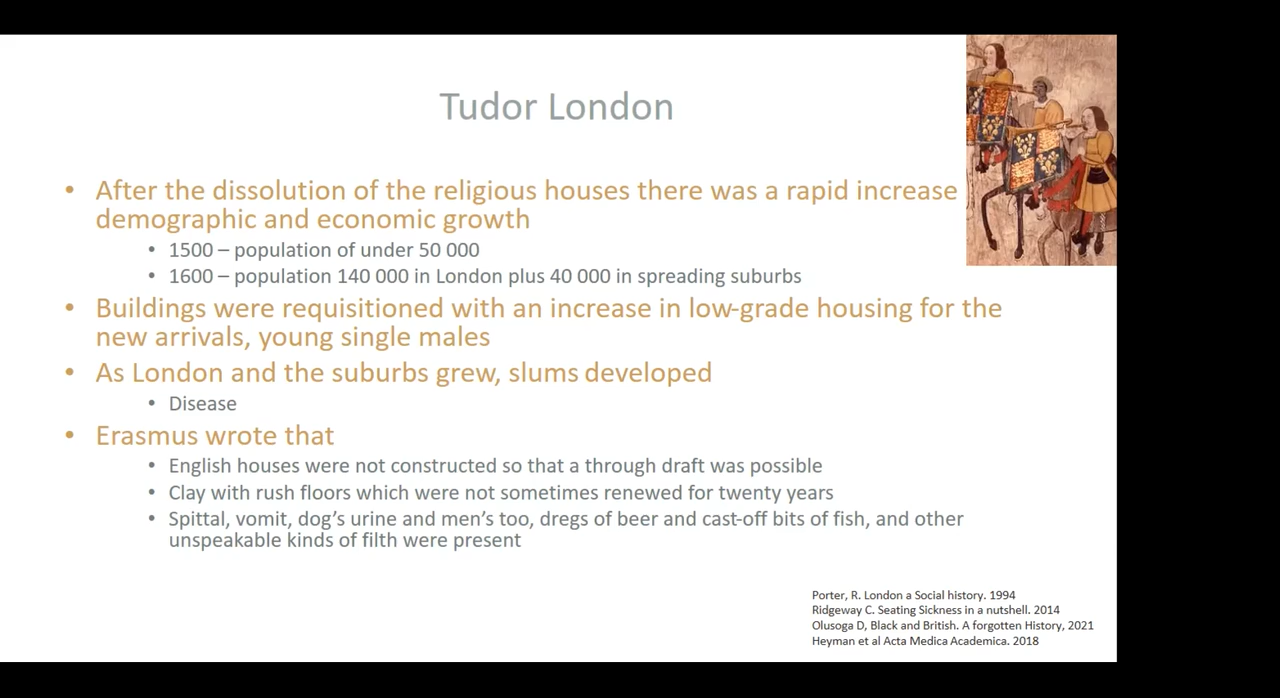 Tudor London
• After the dissolution of the religious houses there was a rapid increase
demographic and economic growth
• 1500 – population of under 50 000
• 1600 – population 140 000 in London plus 40 000 in spreading suburbs
• Buildings were requisitioned with an increase in low-grade housing for the
new arrivals, young single males
• As London and the suburbs grew, slums developed
• Disease
• Erasmus wrote that
• English houses were not constructed so that a through draft was possible
• Clay with rush floors which were not sometimes renewed for twenty years
• Spittal, vomit, dog's urine and men's too, dregs of beer and cast-off bits of fish, and other
unspeakable kinds of filth were present
Porter, R. London a Social history. 1994
Ridgeway C. Seating Sickness in a nutshell. 2014
Olusoga D, Black and British. A forgotten History, 2021
Heyman et al Acta Medica Academica. 2018